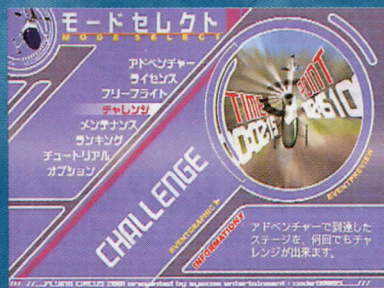 モードセレクト
MODE SELECT
アドベンチャー
ライセンス
フリーフライト
チャレンジ
メンテナンス
ランキング
チュートリアル
オプション
CHALLENGE
TIME
POINT
EVENTGRAPHIC
EVENTPREVIEW
INFORMATIONS
アドベンチャーで到達した
ステージを、何回でもチャ
レンジが出来ます。